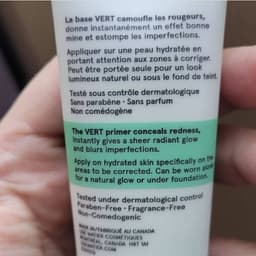 La base VERT camoufle les rougeurs,
donne instantanément un effet bonne
mine et estompe les imperfections.
Appliquer sur une peau hydratée en
portant attention aux zones à corriger.
Peut être portée seule pour un look
lumineux naturel ou sous le fond de teint.
Testé sous contrôle dermatologique
Sans parabène • Sans parfum
Non comédogène
The VERT primer conceals redness,
instantly gives a sheer radiant glow
and blurs imperfections.
Apply on hydrated skin specifically on the
areas to be corrected. Can be worn alone
for a natural glow or under foundation.
Tested under dermatological control
Paraben-Free • Fragrance-Free
Non-Comedogenic
FABRIQUÉ AU CANADA
COSMÉTIQUES
MONTRÉAL, CANADA